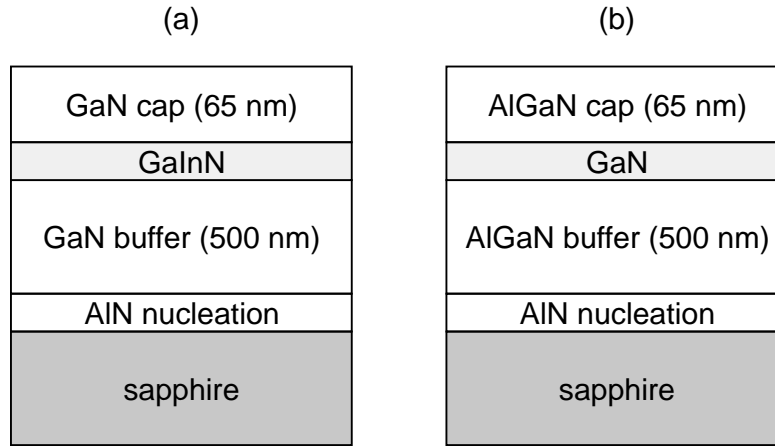 (a)
GaN cap (65 nm)
GaInN
GaN buffer (500 nm)
AlN nucleation
sapphire
(b)
AlGaN cap (65 nm)
GaN
AlGaN buffer (500 nm)
AlN nucleation
sapphire